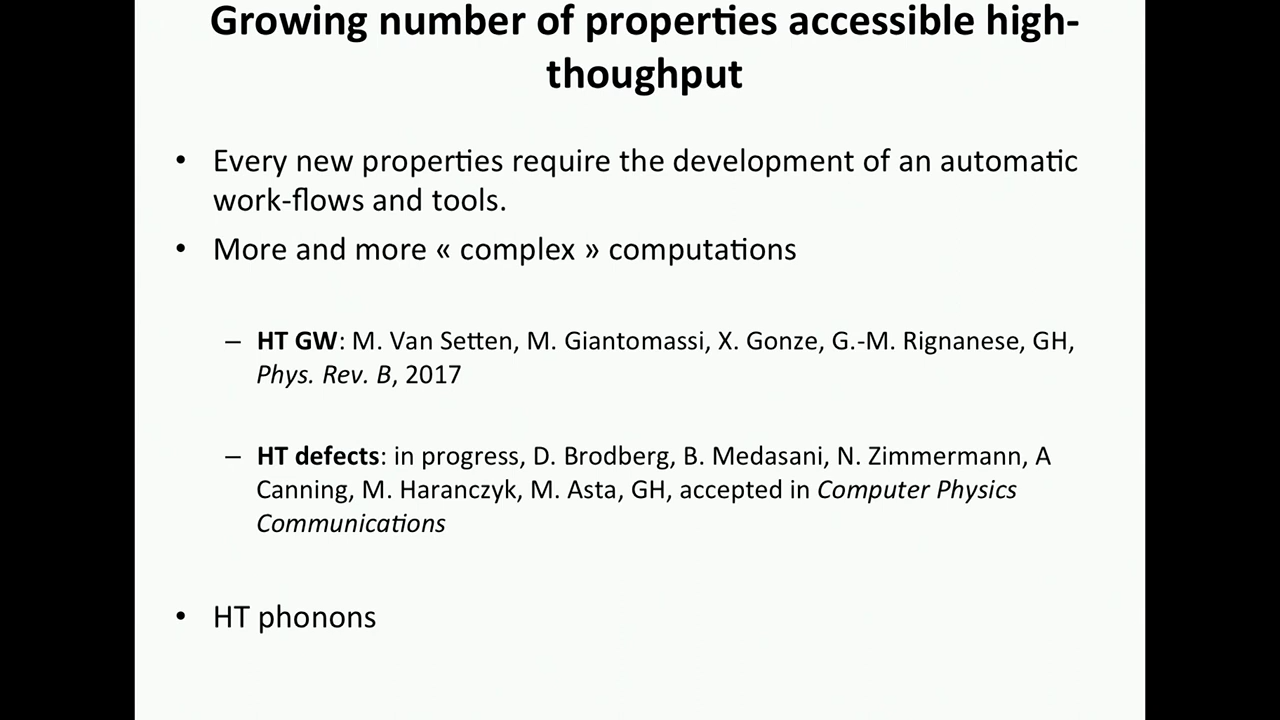 Growing number of properties accessible high-
thoughput
• Every new properties require the development of an automatic
work-flows and tools.
• More and more « complex » computations
– HT GW: M. Van Setten, M. Giantomassi, X. Gonze, G.-M. Rignanese, GH,
Phys. Rev. B, 2017
– HT defects: in progress, D. Brodberg, B. Medasani, N. Zimmermann, A
Canning, M. Haranczyk, M. Asta, GH, accepted in Computer Physics
Communications
• HT phonons